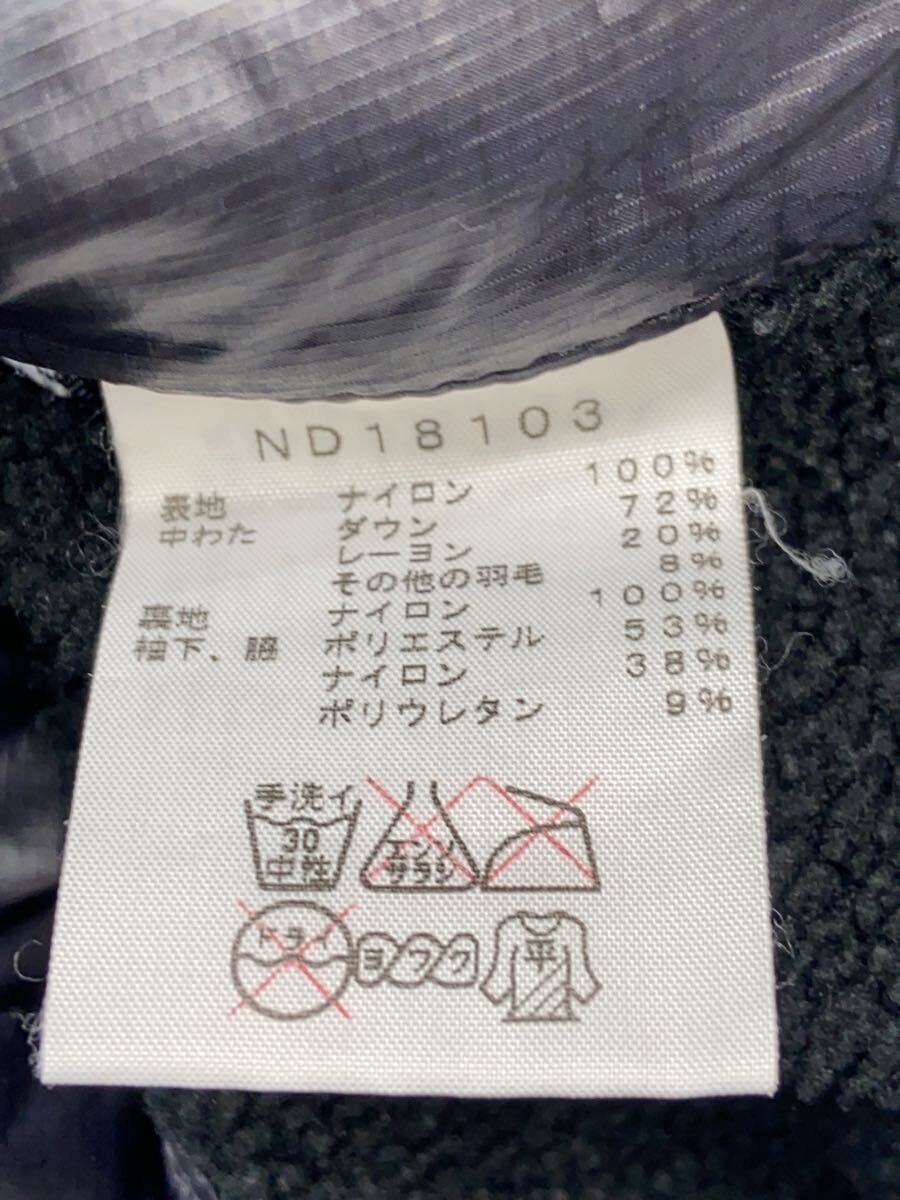 ND18103
表地 ナイロン 100%
中わた ダウン 72%
レーヨン 20%
その他の羽毛 8%
裏地 ナイロン 100%
袖下、脇 ポリエステル 53%
ナイロン 38%
ポリウレタン 9%
手洗イ
30
中性
エンソ
サラシ
ドライ
ヨワク
平